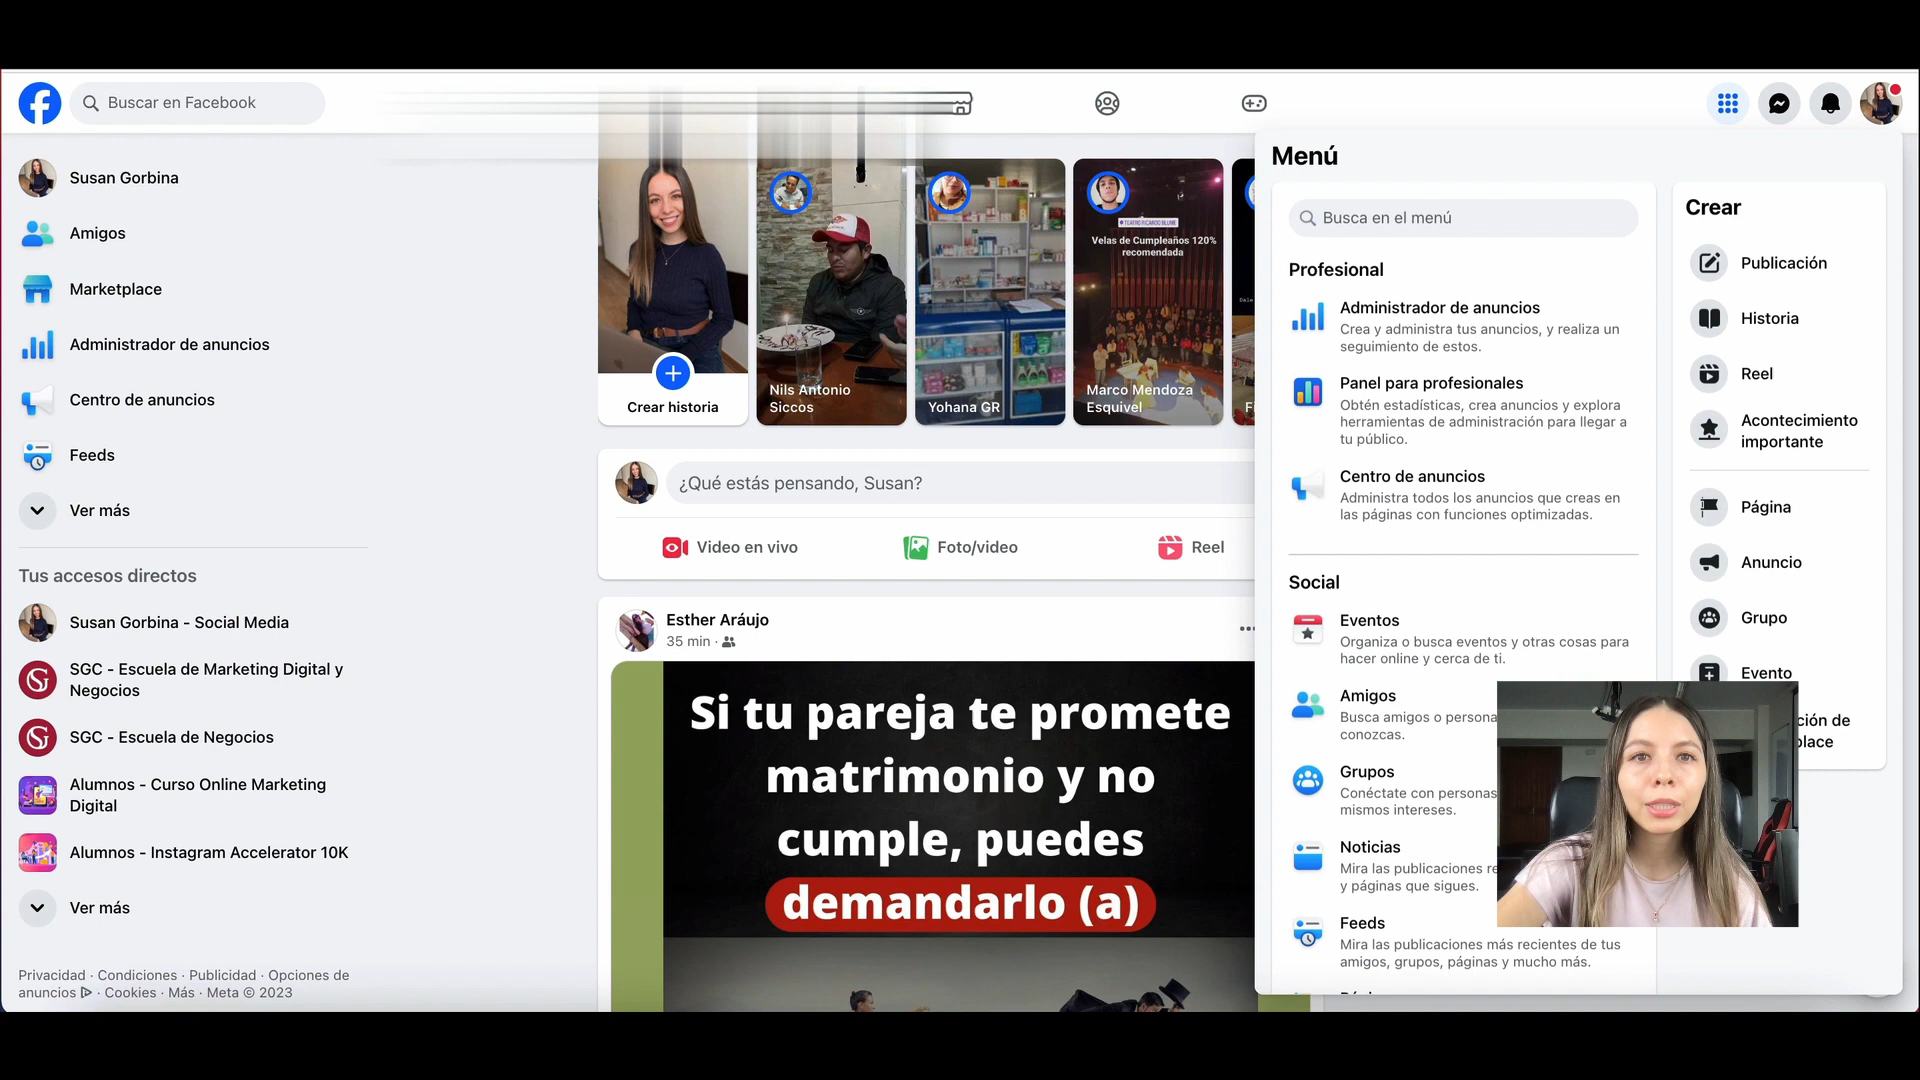 Buscar en Facebook
Susan Gorbina
Amigos
Marketplace
Administrador de anuncios
Centro de anuncios
Feeds
Ver más
Tus accesos directos
Susan Gorbina - Social Media
SGC - Escuela de Marketing Digital y
Negocios
SGC - Escuela de Negocios
Alumnos - Curso Online Marketing
Digital
Alumnos - Instagram Accelerator 10K
Ver más
Privacidad · Condiciones · Publicidad · Opciones de
anuncios · Cookies · Más · Meta © 2023
Crear historia
Nils Antonio
Siccos
Yohana GR
TEATRO RICARDO BLUME
Velas de Cumpleaños 120%
recomendada
Marco Mendoza
Esquivel
¿Qué estás pensando, Susan?
Video en vivo
Foto/video
Reel
Esther Aráujo
35 min ·
Si tu pareja te promete
matrimonio y no
cumple, puedes
demandarlo (a)
Menú
Busca en el menú
Profesional
Administrador de anuncios
Crea y administra tus anuncios, y realiza un
seguimiento de estos.
Panel para profesionales
Obtén estadísticas, crea anuncios y explora
herramientas de administración para llegar a
tu público.
Centro de anuncios
Administra todos los anuncios que creas en
las páginas con funciones optimizadas.
Social
Eventos
Organiza o busca eventos y otras cosas para
hacer online y cerca de ti.
Amigos
Busca amigos o persona
conozcas.
Grupos
Conéctate con personas
mismos intereses.
Noticias
Mira las publicaciones re
y páginas que sigues.
Feeds
Mira las publicaciones más recientes de tus
amigos, grupos, páginas y mucho más.
Crear
Publicación
Historia
Reel
Acontecimiento
importante
Página
Anuncio
Grupo
Evento
ción de
place